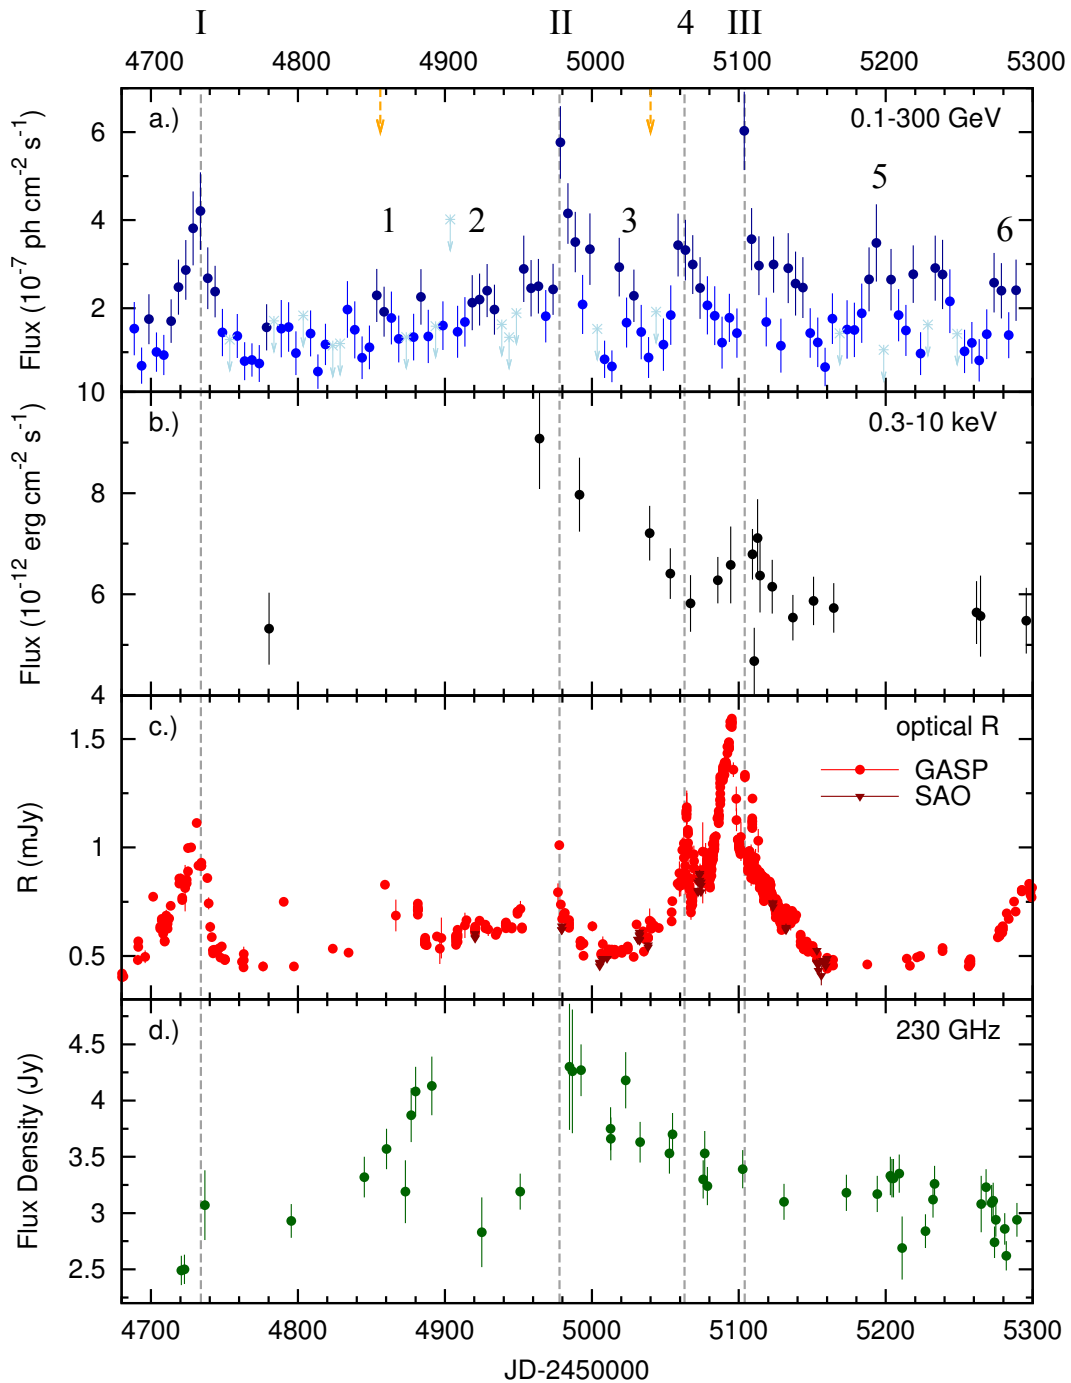 I II 4 III
4700 4800 4900 5000 5100 5200 5300
a.) 0.1-300 GeV
Flux (10⁻⁷ ph cm⁻² s⁻¹)
6
4
2
1 2 3 5 6
b.) 0.3-10 keV
Flux (10⁻¹² erg cm⁻² s⁻¹)
10
8
6
4
c.) optical R
GASP
SAO
R (mJy)
1.5
1
0.5
d.) 230 GHz
Flux Density (Jy)
4.5
4
3.5
3
2.5
4700 4800 4900 5000 5100 5200 5300
JD-2450000